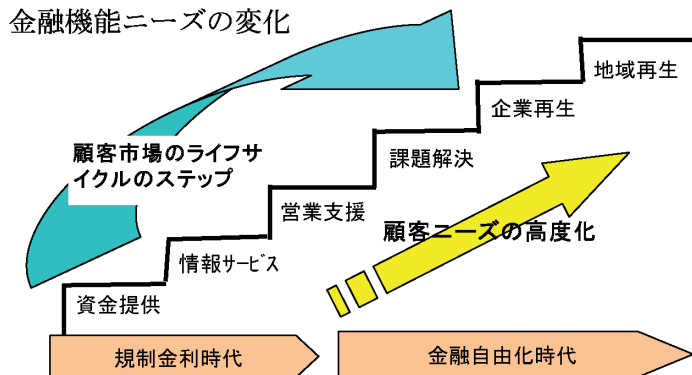 金融機能ニーズの変化
地域再生
企業再生
顧客市場のライフサ
イクルのステップ
課題解決
営業支援
顧客ニーズの高度化
情報サービス
資金提供
規制金利時代
金融自由化時代